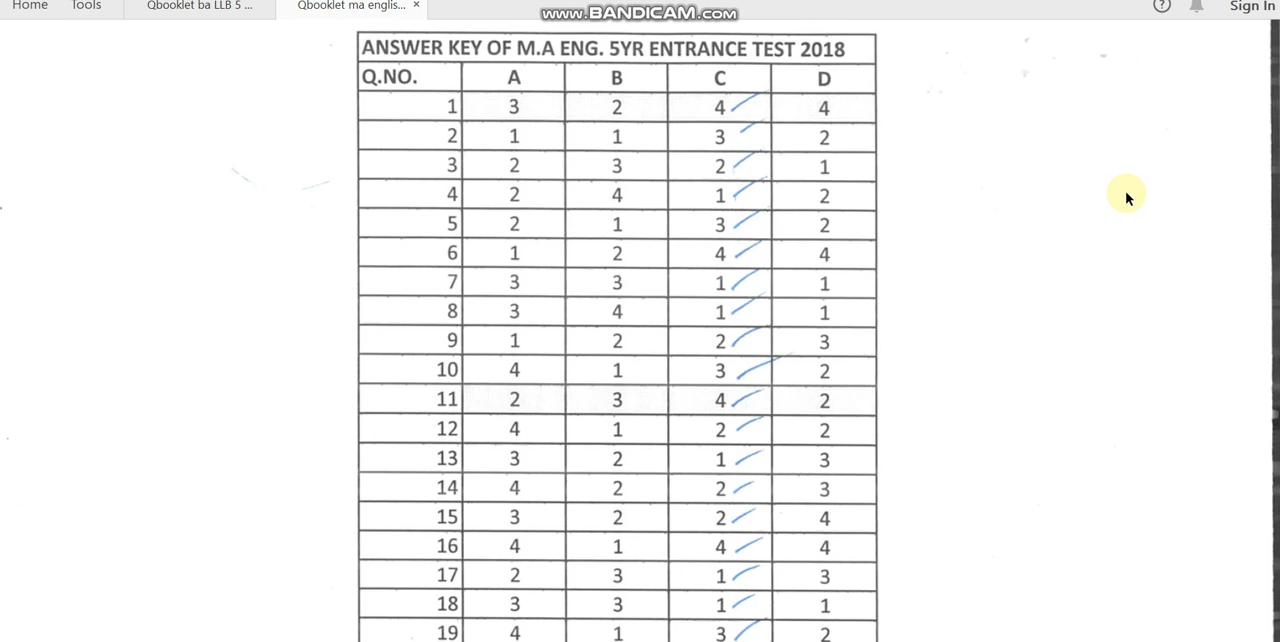 Home Tools Qbooklet ba LLB 5 ... Qbooklet ma englis... × www.BANDICAM.com ? Sign In
ANSWER KEY OF M.A ENG. 5YR ENTRANCE TEST 2018
Q.NO. A B C D
1 3 2 4 4
2 1 1 3 2
3 2 3 2 1
4 2 4 1 2
5 2 1 3 2
6 1 2 4 4
7 3 3 1 1
8 3 4 1 1
9 1 2 2 3
10 4 1 3 2
11 2 3 4 2
12 4 1 2 2
13 3 2 1 3
14 4 2 2 3
15 3 2 2 4
16 4 1 4 4
17 2 3 1 3
18 3 3 1 1
19 4 1 3 2